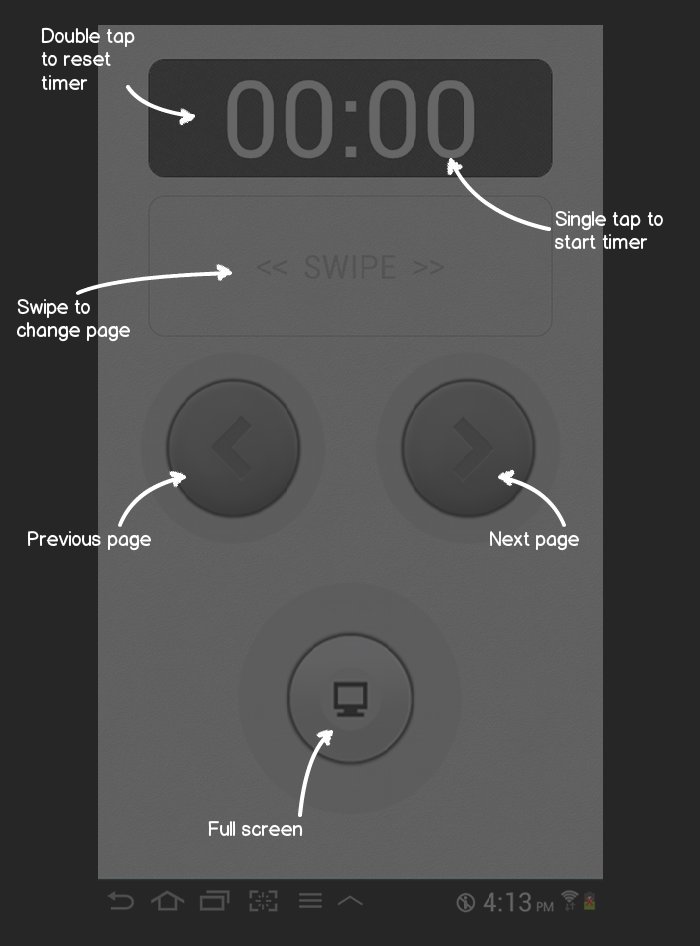 Double tap
to reset
timer
00:00
Single tap to
start timer
<< SWIPE >>
Swipe to
change page
Previous page
Next page
Full screen
4:13 PM